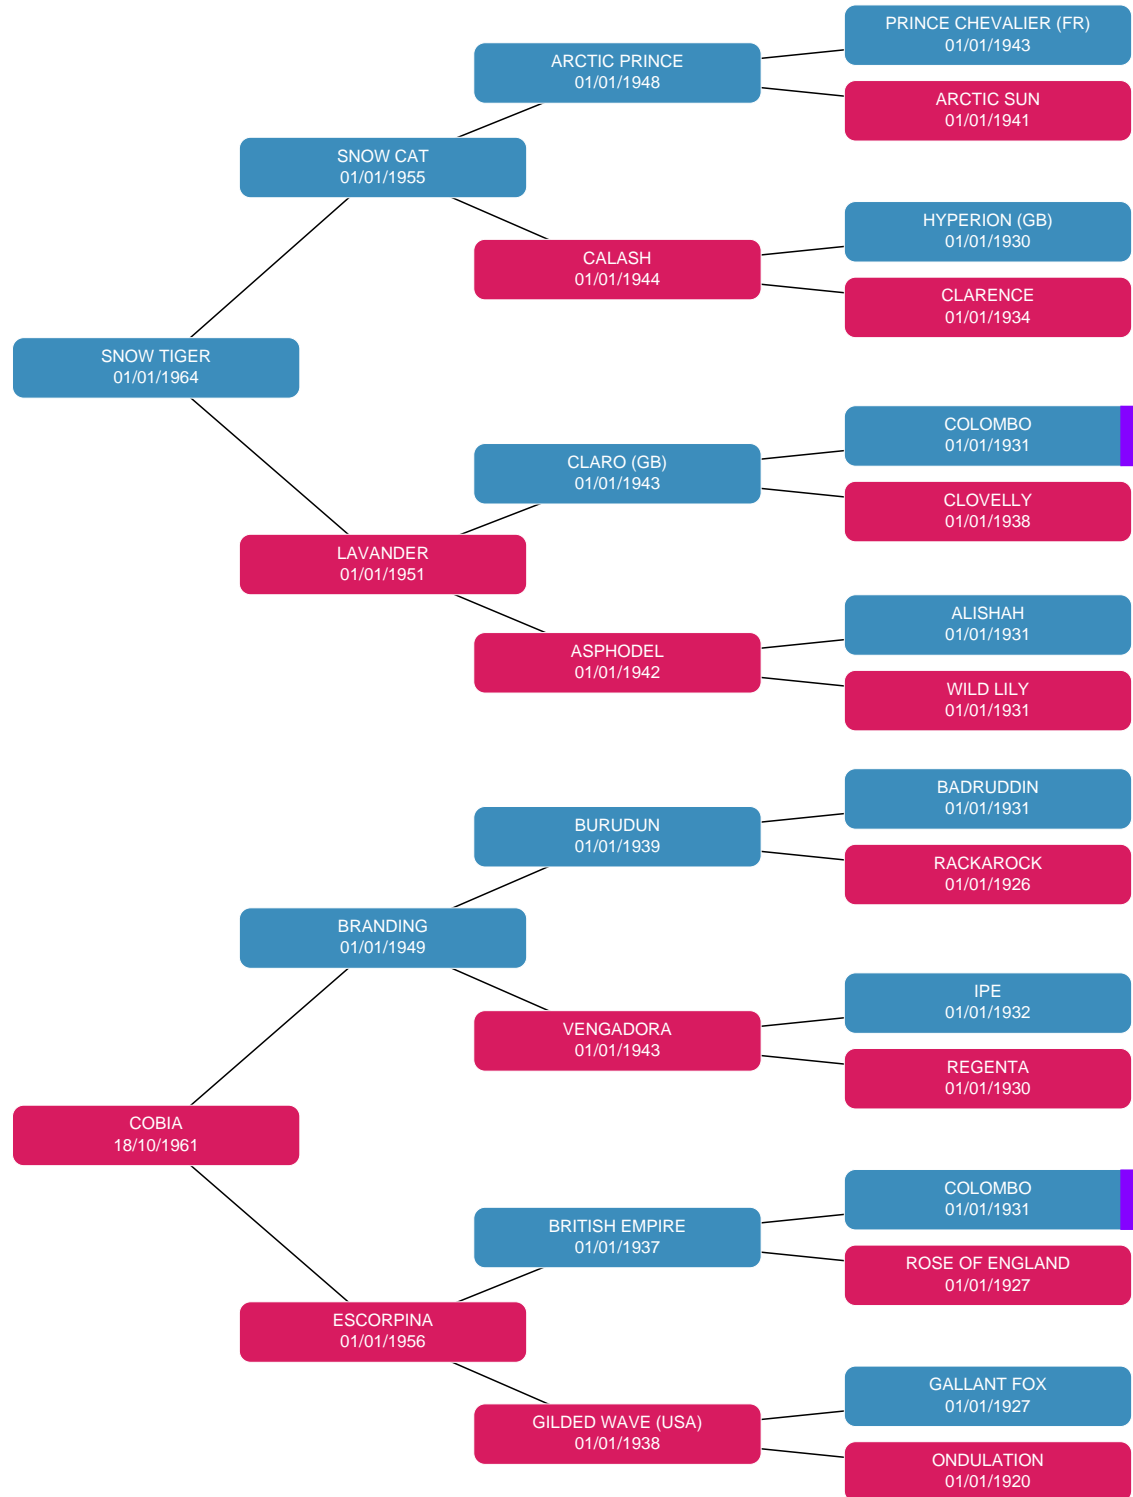 PRINCE CHEVALIER (FR)
01/01/1943
ARCTIC PRINCE
01/01/1948
ARCTIC SUN
01/01/1941
SNOW CAT
01/01/1955
HYPERION (GB)
01/01/1930
CALASH
01/01/1944
CLARENCE
01/01/1934
SNOW TIGER
01/01/1964
COLOMBO
01/01/1931
CLARO (GB)
01/01/1943
CLOVELLY
01/01/1938
LAVANDER
01/01/1951
ALISHAH
01/01/1931
ASPHODEL
01/01/1942
WILD LILY
01/01/1931
BADRUDDIN
01/01/1931
BURUDUN
01/01/1939
RACKAROCK
01/01/1926
BRANDING
01/01/1949
IPE
01/01/1932
VENGADORA
01/01/1943
REGENTA
01/01/1930
COBIA
18/10/1961
COLOMBO
01/01/1931
BRITISH EMPIRE
01/01/1937
ROSE OF ENGLAND
01/01/1927
ESCORPINA
01/01/1956
GALLANT FOX
01/01/1927
GILDED WAVE (USA)
01/01/1938
ONDULATION
01/01/1920